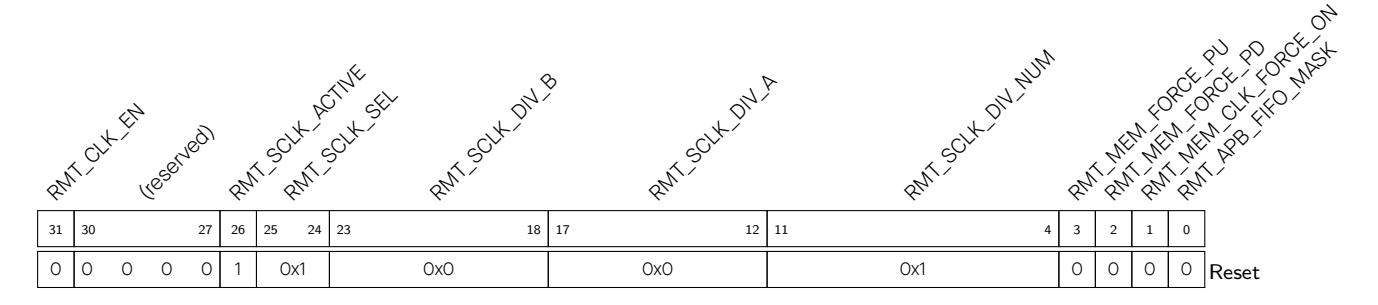 RMT_CLK_EN
(reserved)
RMT_SCLK_ACTIVE
RMT_SCLK_SEL
RMT_SCLK_DIV_B
RMT_SCLK_DIV_A
RMT_SCLK_DIV_NUM
RMT_MEM_FORCE_PU
RMT_MEM_FORCE_PD
RMT_MEM_CLK_FORCE_ON
RMT_APB_FIFO_MASK
31 30 27 26 25 24 23 18 17 12 11 4 3 2 1 0
0 0 0 0 0 1 0x1 0x0 0x0 0x1 0 0 0 0 Reset